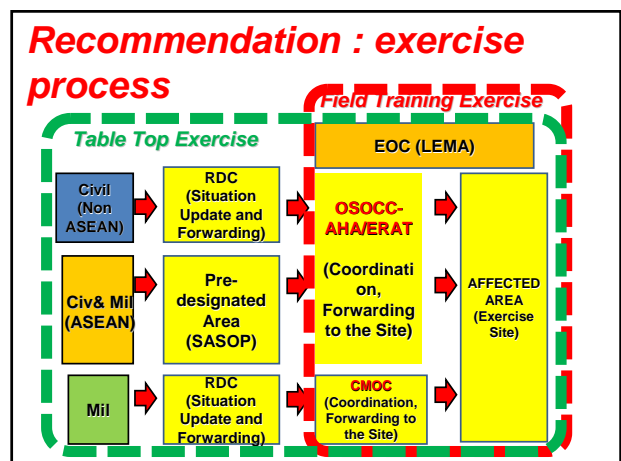 Recommendation : exercise
process
Field Training Exercise
Table Top Exercise
EOC (LEMA)
Civil
(Non
ASEAN)
RDC
(Situation
Update and
Forwarding)
OSOCC-
AHA/ERAT
(Coordinati
on,
Forwarding
to the Site)
AFFECTED
AREA
(Exercise
Site)
Civ& Mil
(ASEAN)
Pre-
designated
Area
(SASOP)
Mil
RDC
(Situation
Update and
Forwarding)
CMOC
(Coordination,
Forwarding to
the Site)